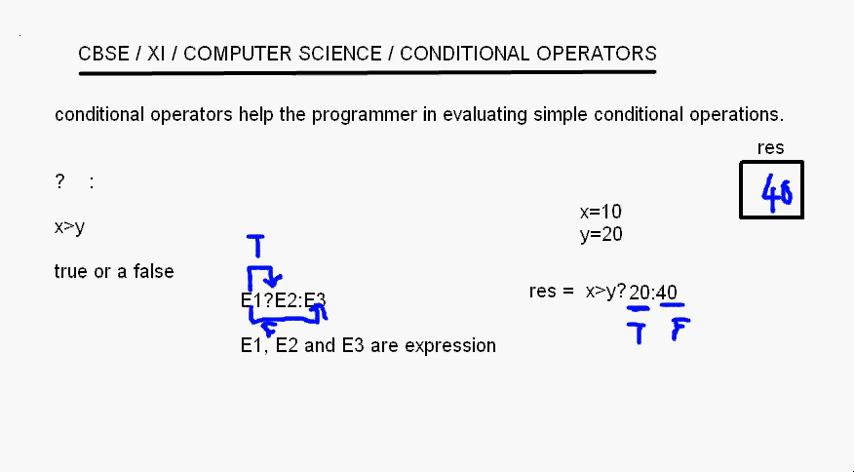 CBSE / XI / COMPUTER SCIENCE / CONDITIONAL OPERATORS
conditional operators help the programmer in evaluating simple conditional operations.
res
40
? :
x=10
x>y
y=20
T
true or a false
E1?E2:E3
res = x>y?20:40
F
T F
E1, E2 and E3 are expression